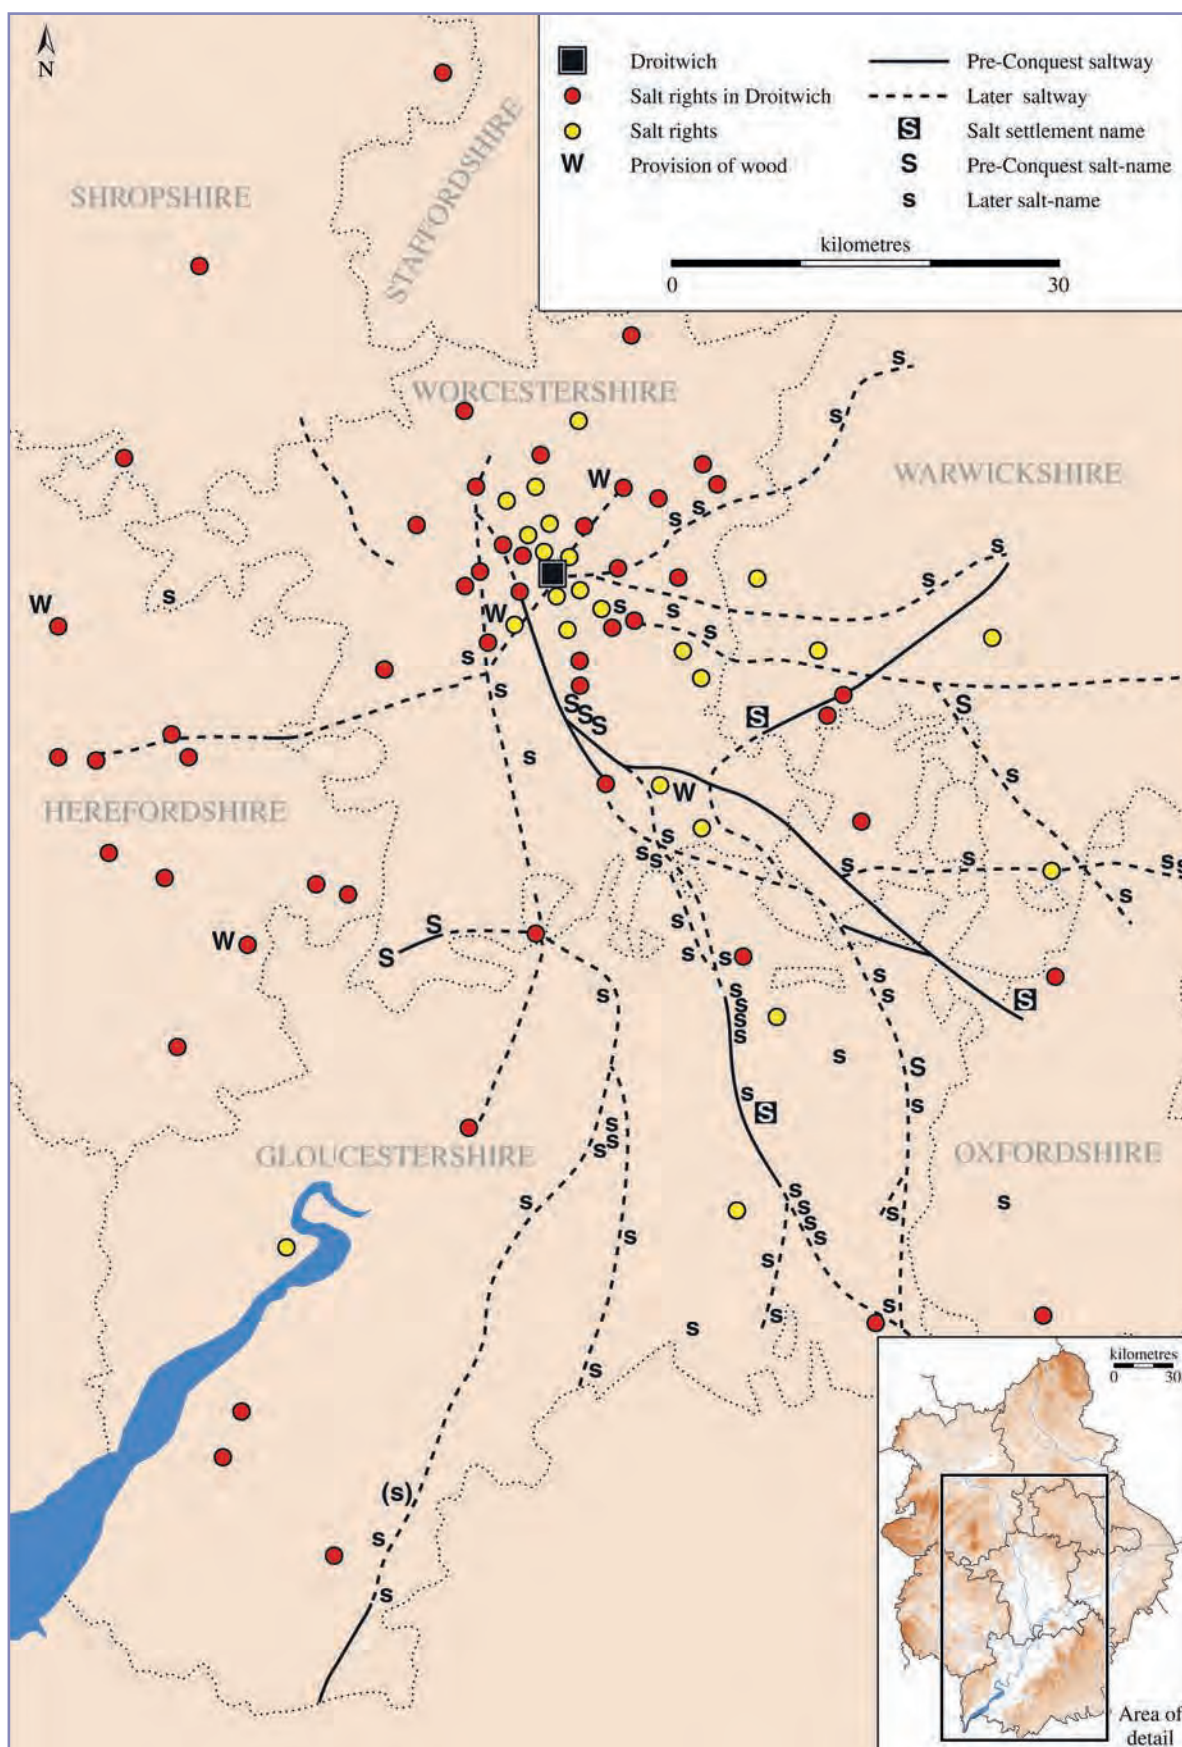 N
Droitwich
Salt rights in Droitwich
Salt rights
W Provision of wood
Pre-Conquest saltway
Later saltway
S Salt settlement name
S Pre-Conquest salt-name
s Later salt-name
kilometres
0 30
SHROPSHIRE
STAFFORDSHIRE
WORCESTERSHIRE
s
s
WARWICKSHIRE
W
s
s
s
s
W
s
s
s
W
s
s
s
S
S
S
S
S
s
s
HEREFORDSHIRE
W
s
s
s
s
s
s
s
s
s
S
S
W
s
s
s
s
s
s
s
s
s
s
s
S
s
S
s
S
s
s
s
s
GLOUCESTERSHIRE
OXFORDSHIRE
s
s
s
s
s
s
s
s
s
s
s
s
s
s
(s)
s
s
kilometres
0 30
Area of
detail